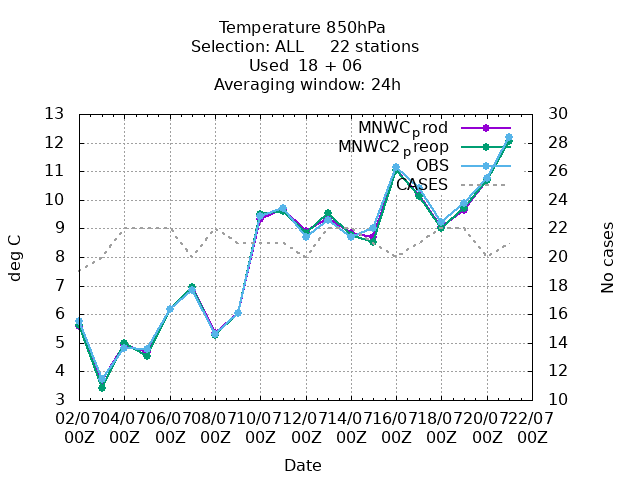 Temperature 850hPa
Selection: ALL 22 stations
Used 18 + 06
Averaging window: 24h
13 30
12 28
11 26
10 24
9 22
8 20
7 18
6 16
5 14
4 12
3 10
MNWCprod
MNWC2preop
OBS
CASES
deg C
No cases
02/07 04/07 06/07 08/07 10/07 12/07 14/07 16/07 18/07 20/07 22/07
00Z 00Z 00Z 00Z 00Z 00Z 00Z 00Z 00Z 00Z 00Z
Date